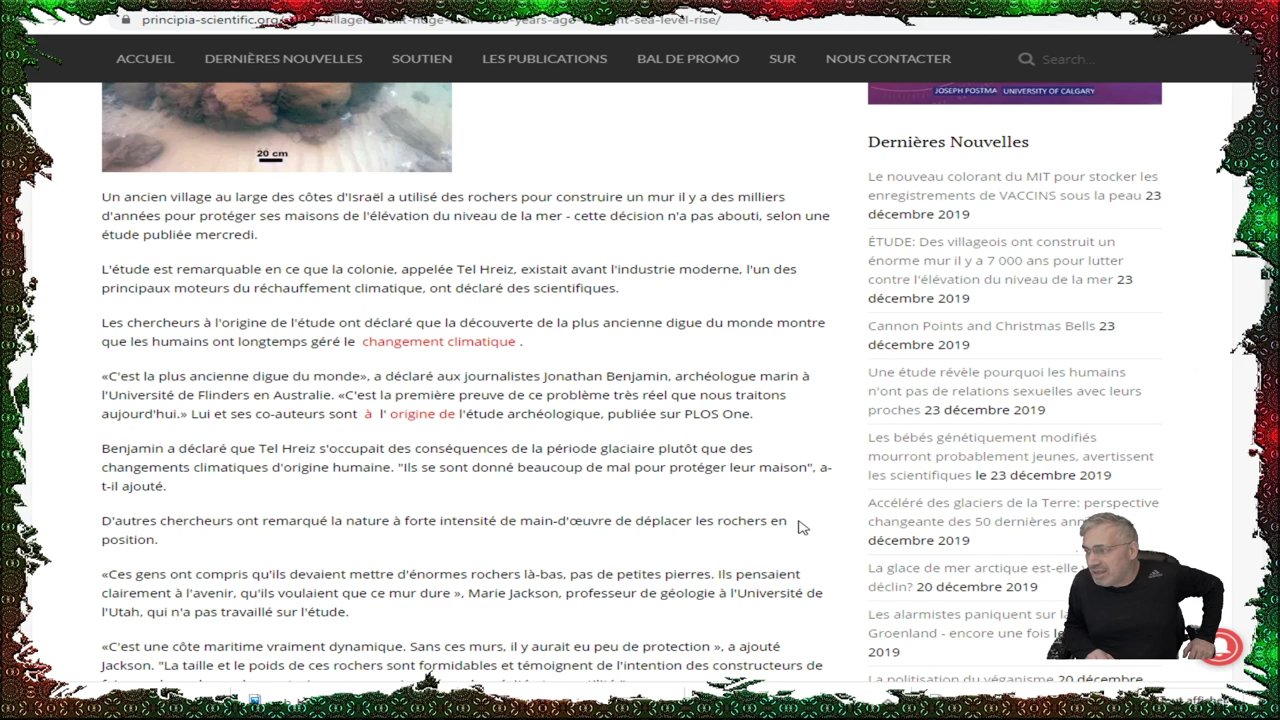 principia-scientific.org/
ACCUEIL DERNIÈRES NOUVELLES SOUTIEN LES PUBLICATIONS BAL DE PROMO SUR NOUS CONTACTER Search...
20 cm
Un ancien village au large des côtes d'Israël a utilisé des rochers pour construire un mur il y a des milliers
d'années pour protéger ses maisons de l'élévation du niveau de la mer - cette décision n'a pas abouti, selon une
étude publiée mercredi.
L'étude est remarquable en ce que la colonie, appelée Tel Hreiz, existait avant l'industrie moderne, l'un des
principaux moteurs du réchauffement climatique, ont déclaré des scientifiques.
Les chercheurs à l'origine de l'étude ont déclaré que la découverte de la plus ancienne digue du monde montre
que les humains ont longtemps géré le changement climatique .
«C'est la plus ancienne digue du monde», a déclaré aux journalistes Jonathan Benjamin, archéologue marin à
l'Université de Flinders en Australie. «C'est la première preuve de ce problème très réel que nous traitons
aujourd'hui.» Lui et ses co-auteurs sont à l' origine de l'étude archéologique, publiée sur PLOS One.
Benjamin a déclaré que Tel Hreiz s'occupait des conséquences de la période glaciaire plutôt que des
changements climatiques d'origine humaine. "Ils se sont donné beaucoup de mal pour protéger leur maison", a-
t-il ajouté.
D'autres chercheurs ont remarqué la nature à forte intensité de main-d'œuvre de déplacer les rochers en
position.
«Ces gens ont compris qu'ils devaient mettre d'énormes rochers là-bas, pas de petites pierres. Ils pensaient
clairement à l'avenir, qu'ils voulaient que ce mur dure », Marie Jackson, professeur de géologie à l'Université de
l'Utah, qui n'a pas travaillé sur l'étude.
«C'est une côte maritime vraiment dynamique. Sans ces murs, il y aurait eu peu de protection », a ajouté
Jackson. "La taille et le poids de ces rochers sont formidables et témoignent de l'intention des constructeurs de
JOSEPH POSTMA UNIVERSITY OF CALGARY
Dernières Nouvelles
Le nouveau colorant du MIT pour stocker les
enregistrements de VACCINS sous la peau 23
décembre 2019
ÉTUDE: Des villageois ont construit un
énorme mur il y a 7 000 ans pour lutter
contre l'élévation du niveau de la mer 23
décembre 2019
Cannon Points and Christmas Bells 23
décembre 2019
Une étude révèle pourquoi les humains
n'ont pas de relations sexuelles avec leurs
proches 23 décembre 2019
Les bébés génétiquement modifiés
mourront probablement jeunes, avertissent
les scientifiques le 23 décembre 2019
Accéléré des glaciers de la Terre: perspective
changeante des 50 dernières
décembre 2019
La glace de mer arctique est-elle
déclin? 20 décembre 2019
Les alarmistes paniquent sur
Groenland - encore une fois
2019
La politisation du véganisme 20 décembre